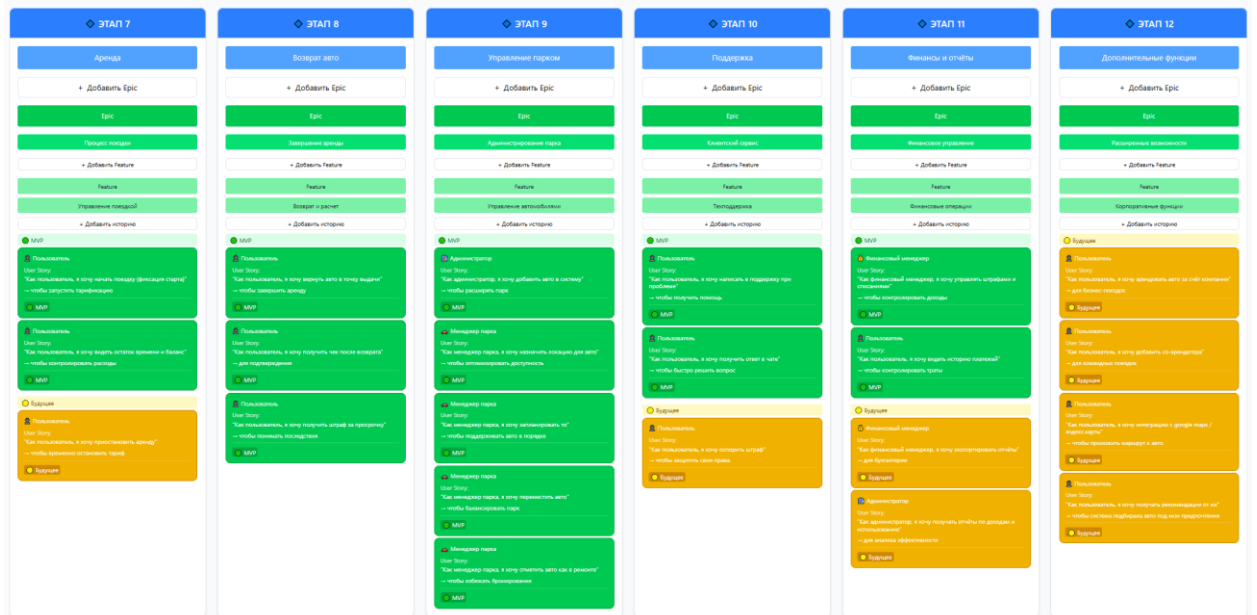 ЭТАП 7
Аренда
+ Добавить Epic
Epic
Процесс поездки
+ Добавить Feature
Feature
Управление поездкой
+ Добавить историю
MVP
Пользователь
User Story:
"Как пользователь, я хочу начать поездку (фиксация старта)"
→ чтобы запустить тарификацию
MVP
Пользователь
User Story:
"Как пользователь, я хочу видеть остаток времени и баланс"
→ чтобы контролировать расходы
MVP
Будущее
Пользователь
User Story:
"Как пользователь, я хочу приостановить аренду"
→ чтобы временно остановить тариф
Будущее
ЭТАП 8
Возврат авто
+ Добавить Epic
Epic
Завершение аренды
+ Добавить Feature
Feature
Возврат и расчет
+ Добавить историю
MVP
Пользователь
User Story:
"Как пользователь, я хочу вернуть авто в точку выдачи"
→ чтобы завершить аренду
MVP
Пользователь
User Story:
"Как пользователь, я хочу получить чек после возврата"
→ для подтверждения
MVP
Пользователь
User Story:
"Как пользователь, я хочу получить штраф за просрочку"
→ чтобы понимать последствия
MVP
ЭТАП 9
Управление парком
+ Добавить Epic
Epic
Администрирование парка
+ Добавить Feature
Feature
Управление автомобилями
+ Добавить историю
MVP
Администратор
User Story:
"Как администратор, я хочу добавить авто в систему"
→ чтобы расширять парк
MVP
Менеджер парка
User Story:
"Как менеджер парка, я хочу назначить локацию для авто"
→ чтобы оптимизировать доступность
MVP
Менеджер парка
User Story:
"Как менеджер парка, я хочу запланировать то"
→ чтобы поддерживать авто в порядке
MVP
Менеджер парка
User Story:
"Как менеджер парка, я хочу переместить авто"
→ чтобы балансировать парк
MVP
Менеджер парка
User Story:
"Как менеджер парка, я хочу отметить авто как в ремонте"
→ чтобы избежать бронирования
MVP
ЭТАП 10
Поддержка
+ Добавить Epic
Epic
Клиентский сервис
+ Добавить Feature
Feature
Техподдержка
+ Добавить историю
MVP
Пользователь
User Story:
"Как пользователь, я хочу написать в поддержку при
проблеме"
→ чтобы получить помощь
MVP
Пользователь
User Story:
"Как пользователь, я хочу получить ответ в чате"
→ чтобы быстро решить вопрос
MVP
Будущее
Пользователь
User Story:
"Как пользователь, я хочу оспорить штраф"
→ чтобы защитить свои права
Будущее
ЭТАП 11
Финансы и отчёты
+ Добавить Epic
Epic
Финансовое управление
+ Добавить Feature
Feature
Финансовые операции
+ Добавить историю
MVP
Финансовый менеджер
User Story:
"Как финансовый менеджер, я хочу управлять штрафами и
списаниями"
→ чтобы контролировать доходы
MVP
Пользователь
User Story:
"Как пользователь, я хочу видеть историю платежей"
→ чтобы контролировать траты
MVP
Будущее
Финансовый менеджер
User Story:
"Как финансовый менеджер, я хочу экспортировать отчёты"
→ для бухгалтерии
Будущее
Администратор
User Story:
"Как администратор, я хочу получать отчёты по доходам и
использованию"
→ для анализа эффективности
Будущее
ЭТАП 12
Дополнительные функции
+ Добавить Epic
Epic
Расширенные возможности
+ Добавить Feature
Feature
Корпоративные функции
+ Добавить историю
Будущее
Пользователь
User Story:
"Как пользователь, я хочу арендовать авто за счёт компании"
→ для бизнес-поездок
Будущее
Пользователь
User Story:
"Как пользователь, я хочу добавить со-арендатора"
→ для командных поездок
Будущее
Пользователь
User Story:
"Как пользователь, я хочу интеграцию с google maps /
яндекс.карты"
→ чтобы проложить маршрут к авто
Будущее
Пользователь
User Story:
"Как пользователь, я хочу получать рекомендации от ии"
→ чтобы система подбирала авто под мои предпочтения
Будущее